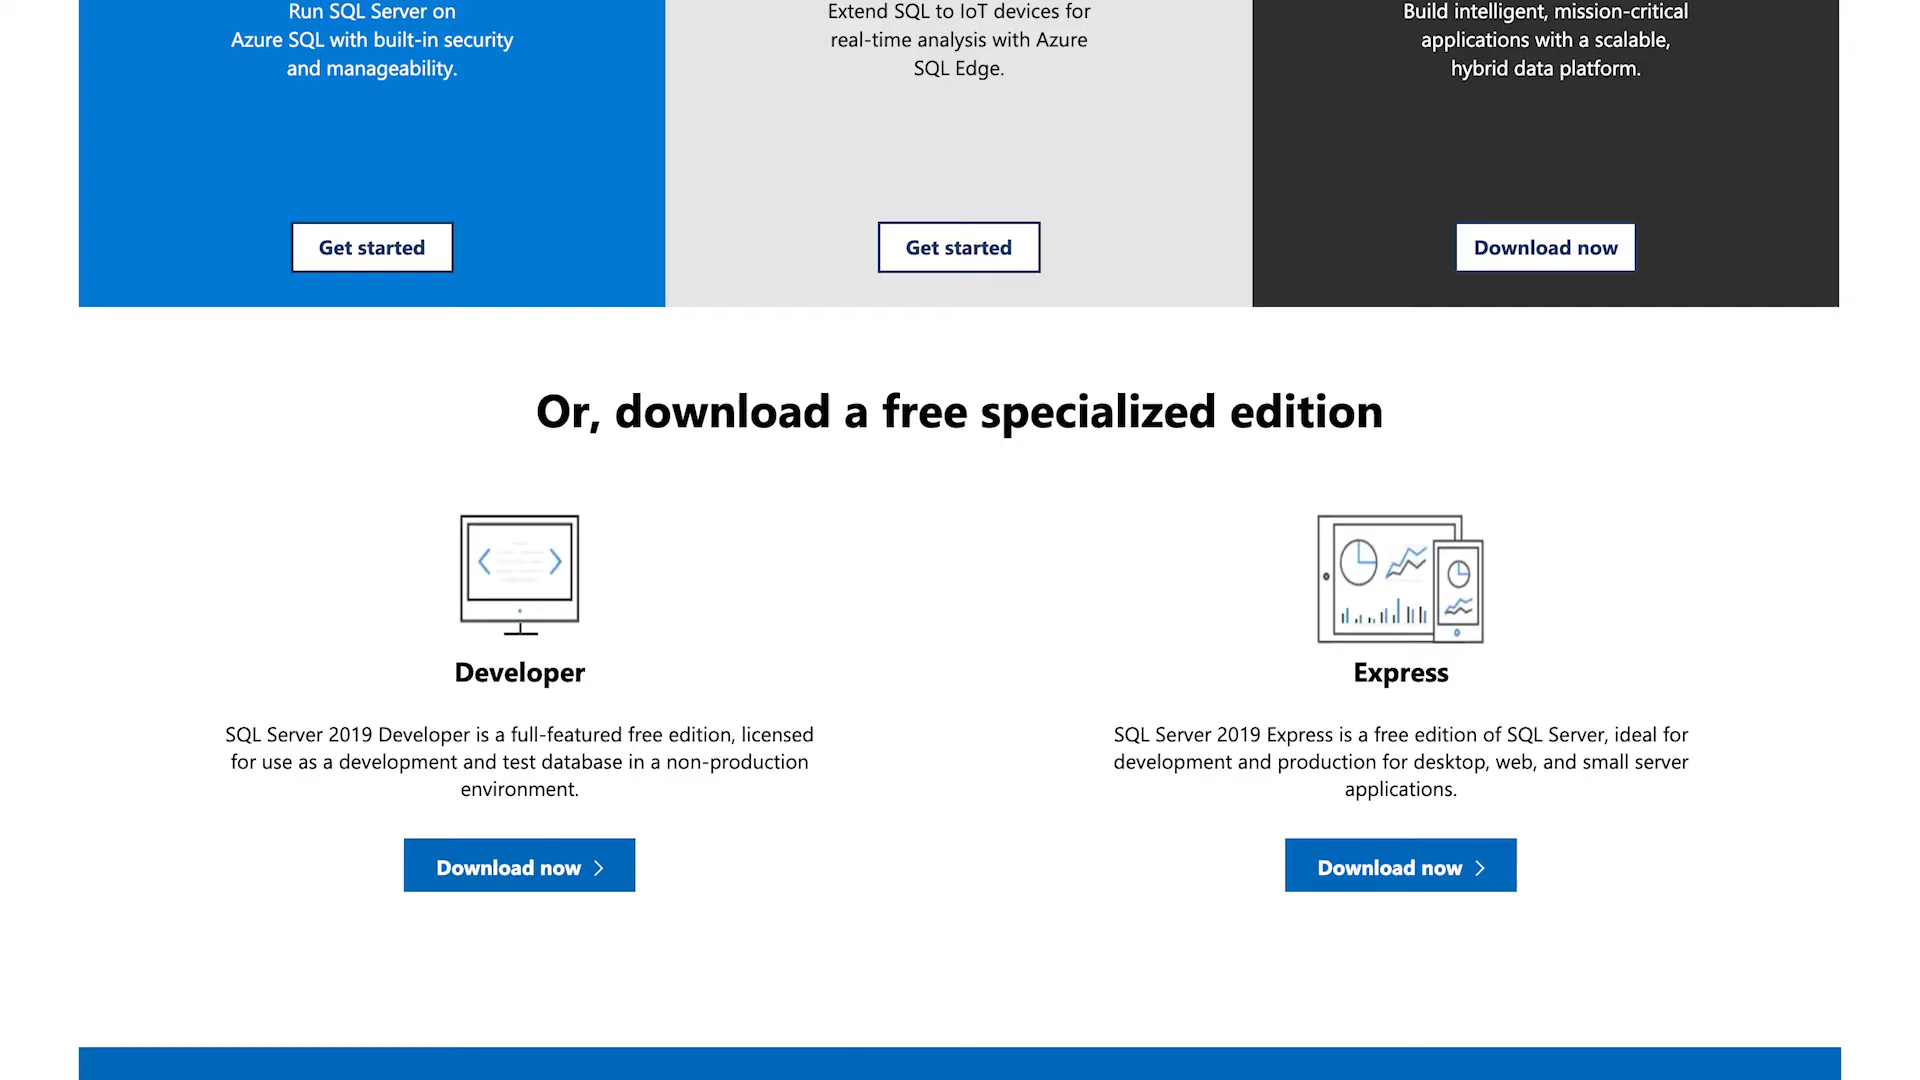 Run SQL Server on
Azure SQL with built-in security
and manageability.
Get started
Extend SQL to IoT devices for
real-time analysis with Azure
SQL Edge.
Get started
Build intelligent, mission-critical
applications with a scalable,
hybrid data platform.
Download now
Or, download a free specialized edition
Developer
SQL Server 2019 Developer is a full-featured free edition, licensed
for use as a development and test database in a non-production
environment.
Download now
Express
SQL Server 2019 Express is a free edition of SQL Server, ideal for
development and production for desktop, web, and small server
applications.
Download now